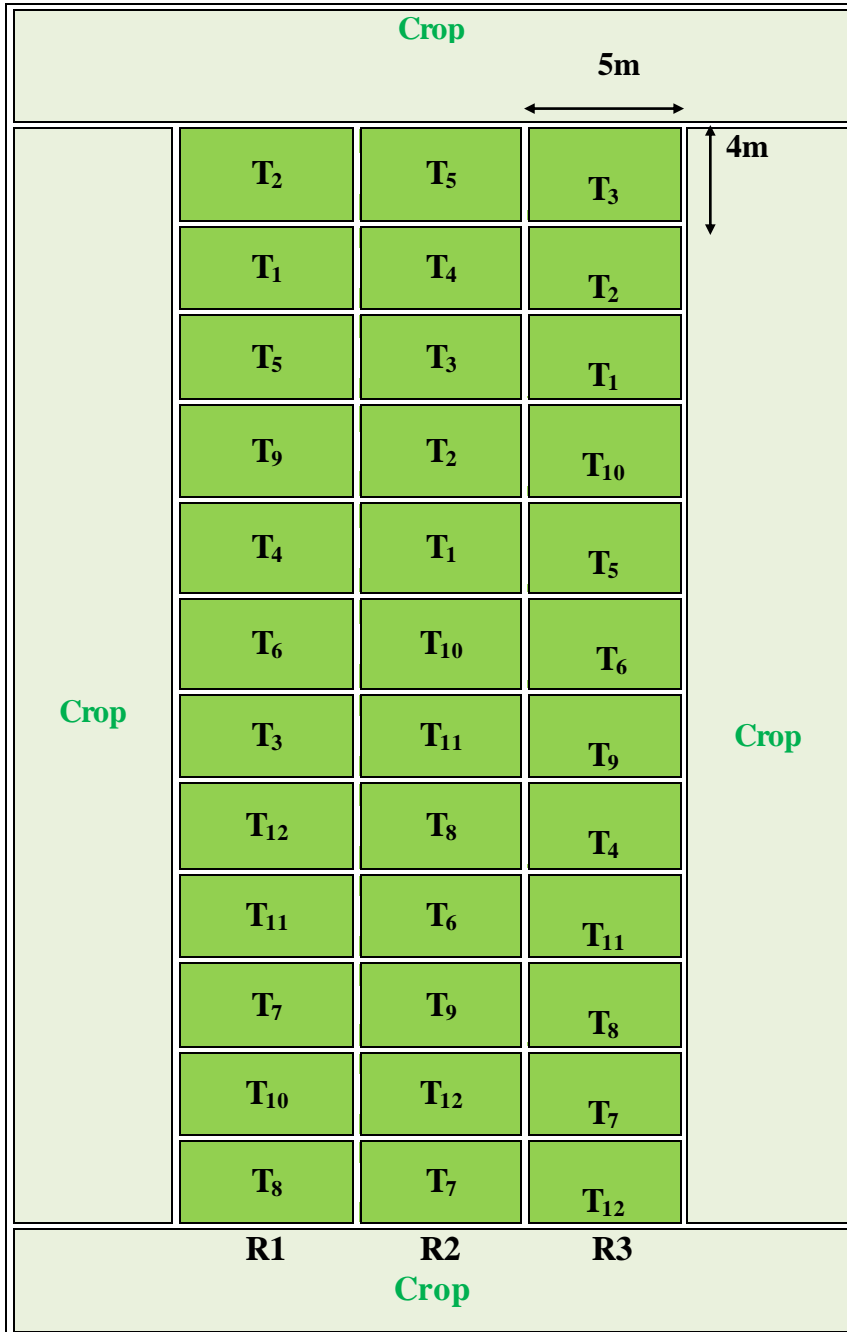 Crop
5m
4m
T₂ T₅ T₃
T₁ T₄ T₂
T₅ T₃ T₁
T₉ T₂ T₁₀
T₄ T₁ T₅
T₆ T₁₀ T₆
T₃ T₁₁ T₉
Crop
Crop
T₁₂ T₈ T₄
T₁₁ T₆ T₁₁
T₇ T₉ T₈
T₁₀ T₁₂ T₇
T₈ T₇ T₁₂
R1 R2 R3
Crop